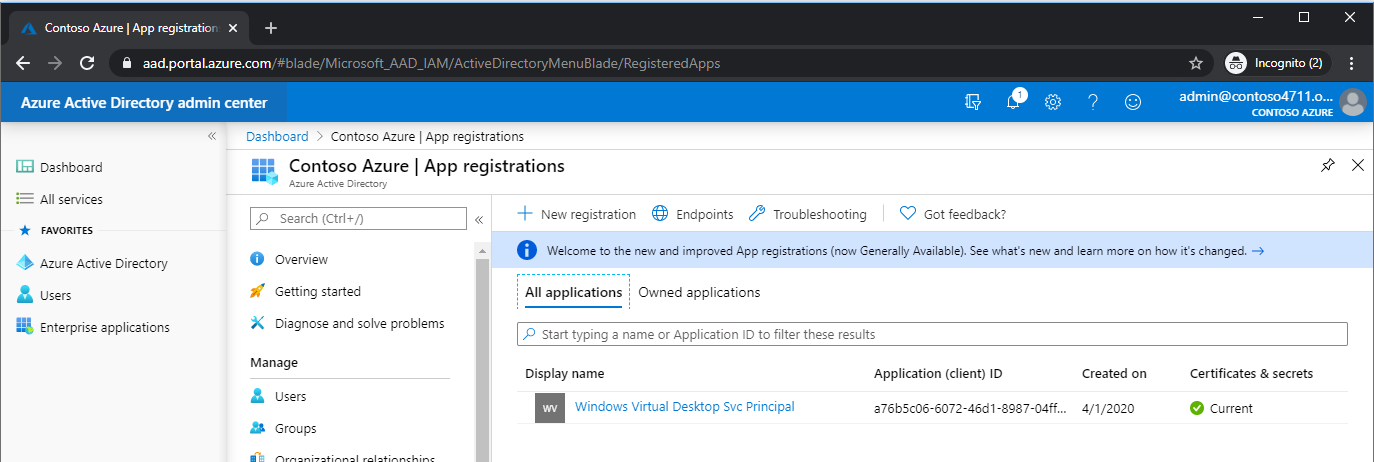 Contoso Azure | App registrations
aad.portal.azure.com/#blade/Microsoft_AAD_IAM/ActiveDirectoryMenuBlade/RegisteredApps
Incognito (2)
Azure Active Directory admin center
1
admin@contoso4711.o...
CONTOSO AZURE
Dashboard
All services
FAVORITES
Azure Active Directory
Users
Enterprise applications
Dashboard > Contoso Azure | App registrations
Contoso Azure | App registrations
Azure Active Directory
Search (Ctrl+/)
Overview
Getting started
Diagnose and solve problems
Manage
Users
Groups
Organizational relationships
New registration
Endpoints
Troubleshooting
Got feedback?
Welcome to the new and improved App registrations (now Generally Available). See what's new and learn more on how it's changed. →
All applications
Owned applications
Start typing a name or Application ID to filter these results
Display name Application (client) ID Created on Certificates & secrets
WV Windows Virtual Desktop Svc Principal a76b5c06-6072-46d1-8987-04ff... 4/1/2020 Current